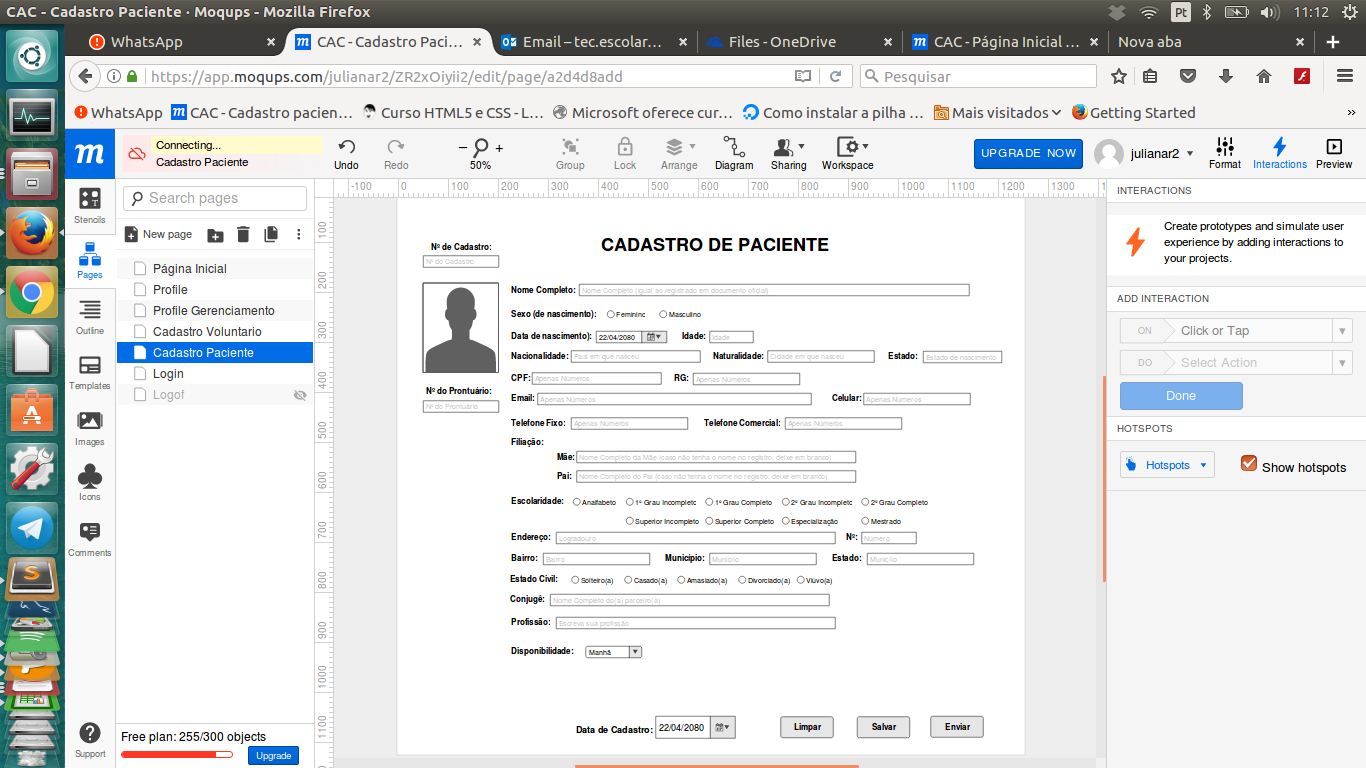 CAC - Cadastro Paciente · Moqups - Mozilla Firefox
Pt
11:12
WhatsApp
CAC - Cadastro Paci...
Email – tec.escolar...
Files - OneDrive
CAC - Página Inicial ...
Nova aba
https://app.moqups.com/julianar2/ZR2xOiyii2/edit/page/a2d4d8add
Pesquisar
WhatsApp
CAC - Cadastro pacien...
Curso HTML5 e CSS - L...
Microsoft oferece cur...
Como instalar a pilha ...
Mais visitados
Getting Started
Connecting...
Cadastro Paciente
Undo
Redo
50%
Group
Lock
Arrange
Diagram
Sharing
Workspace
UPGRADE NOW
julianar2
Format
Interactions
Preview
Stencils
Pages
Outline
Templates
Images
Icons
Comments
Support
Search pages
New page
Página Inicial
Profile
Profile Gerenciamento
Cadastro Voluntario
Cadastro Paciente
Login
Logof
Free plan: 255/300 objects
Upgrade
-100 0 100 200 300 400 500 600 700 800 900 1000 1100 1200 1300
100 200 300 400 500 600 700 800 900 1000 1100
Nº de Cadastro:
Nº do Cadastro
CADASTRO DE PACIENTE
Nome Completo: Nome Completo (igual ao registrado em documento oficial)
Sexo (de nascimento): Feminino Masculino
Data de nascimento): 22/04/2080 Idade: Idade
Nacionalidade: País em que nasceu Naturalidade: Cidade em que nasceu Estado: Estado de nascimento
CPF: Apenas Números RG: Apenas Números
Nº do Prontuário:
Nº do Prontuário
Email: Apenas Números Celular: Apenas Números
Telefone Fixo: Apenas Números Telefone Comercial: Apenas Números
Filiação:
Mãe: Nome Completo da Mãe (caso não tenha o nome no registro, deixe em branco)
Pai: Nome Completo do Pai (caso não tenha o nome no registro, deixe em branco)
Escolaridade: Analfabeto 1º Grau Incompleto 1º Grau Completo 2º Grau Incompleto 2º Grau Completo
Superior Incompleto Superior Completo Especialização Mestrado
Endereço: Logradouro Nº: Número
Bairro: Bairro Município: Município Estado: Município
Estado Civil: Solteiro(a) Casado(a) Amasiado(a) Divorciado(a) Viúvo(a)
Conjugê: Nome Completo do(a) parceiro(a)
Profissão: Escreva sua profissão
Disponibilidade: Manhã
Data de Cadastro: 22/04/2080 Limpar Salvar Enviar
INTERACTIONS
Create prototypes and simulate user
experience by adding interactions to
your projects.
ADD INTERACTION
ON Click or Tap
DO Select Action
Done
HOTSPOTS
Hotspots
Show hotspots